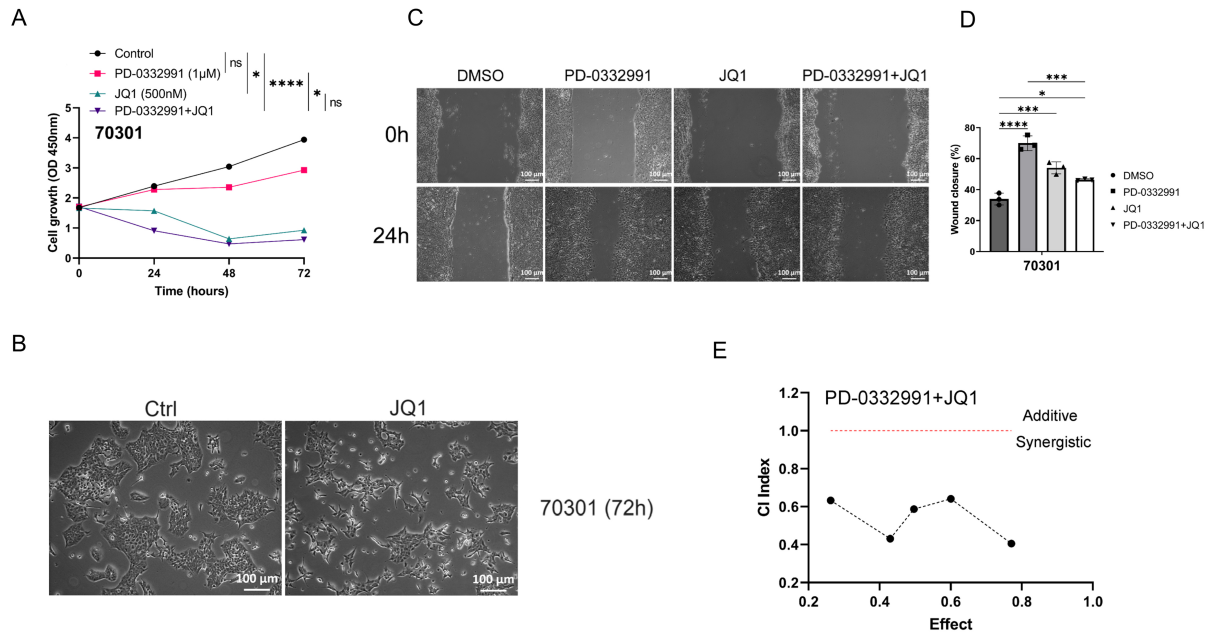 A
Control
PD-0332991 (1μM)
JQ1 (500nM)
PD-0332991+JQ1
ns
*
****
*
ns
70301
Cell growth (OD 450nm)
5
4
3
2
1
0
0 24 48 72
Time (hours)
B
Ctrl JQ1
100 μm
100 μm
70301 (72h)
C
DMSO PD-0332991 JQ1 PD-0332991+JQ1
0h
100 μm 100 μm 100 μm 100 μm
24h
100 μm 100 μm 100 μm 100 μm
D
***
*
***
****
Wound closure (%)
80
60
40
20
0
70301
DMSO
PD-0332991
JQ1
PD-0332991+JQ1
E
PD-0332991+JQ1
Additive
Synergistic
CI Index
1.2
1.0
0.8
0.6
0.4
0.2
0.2 0.4 0.6 0.8 1.0
Effect